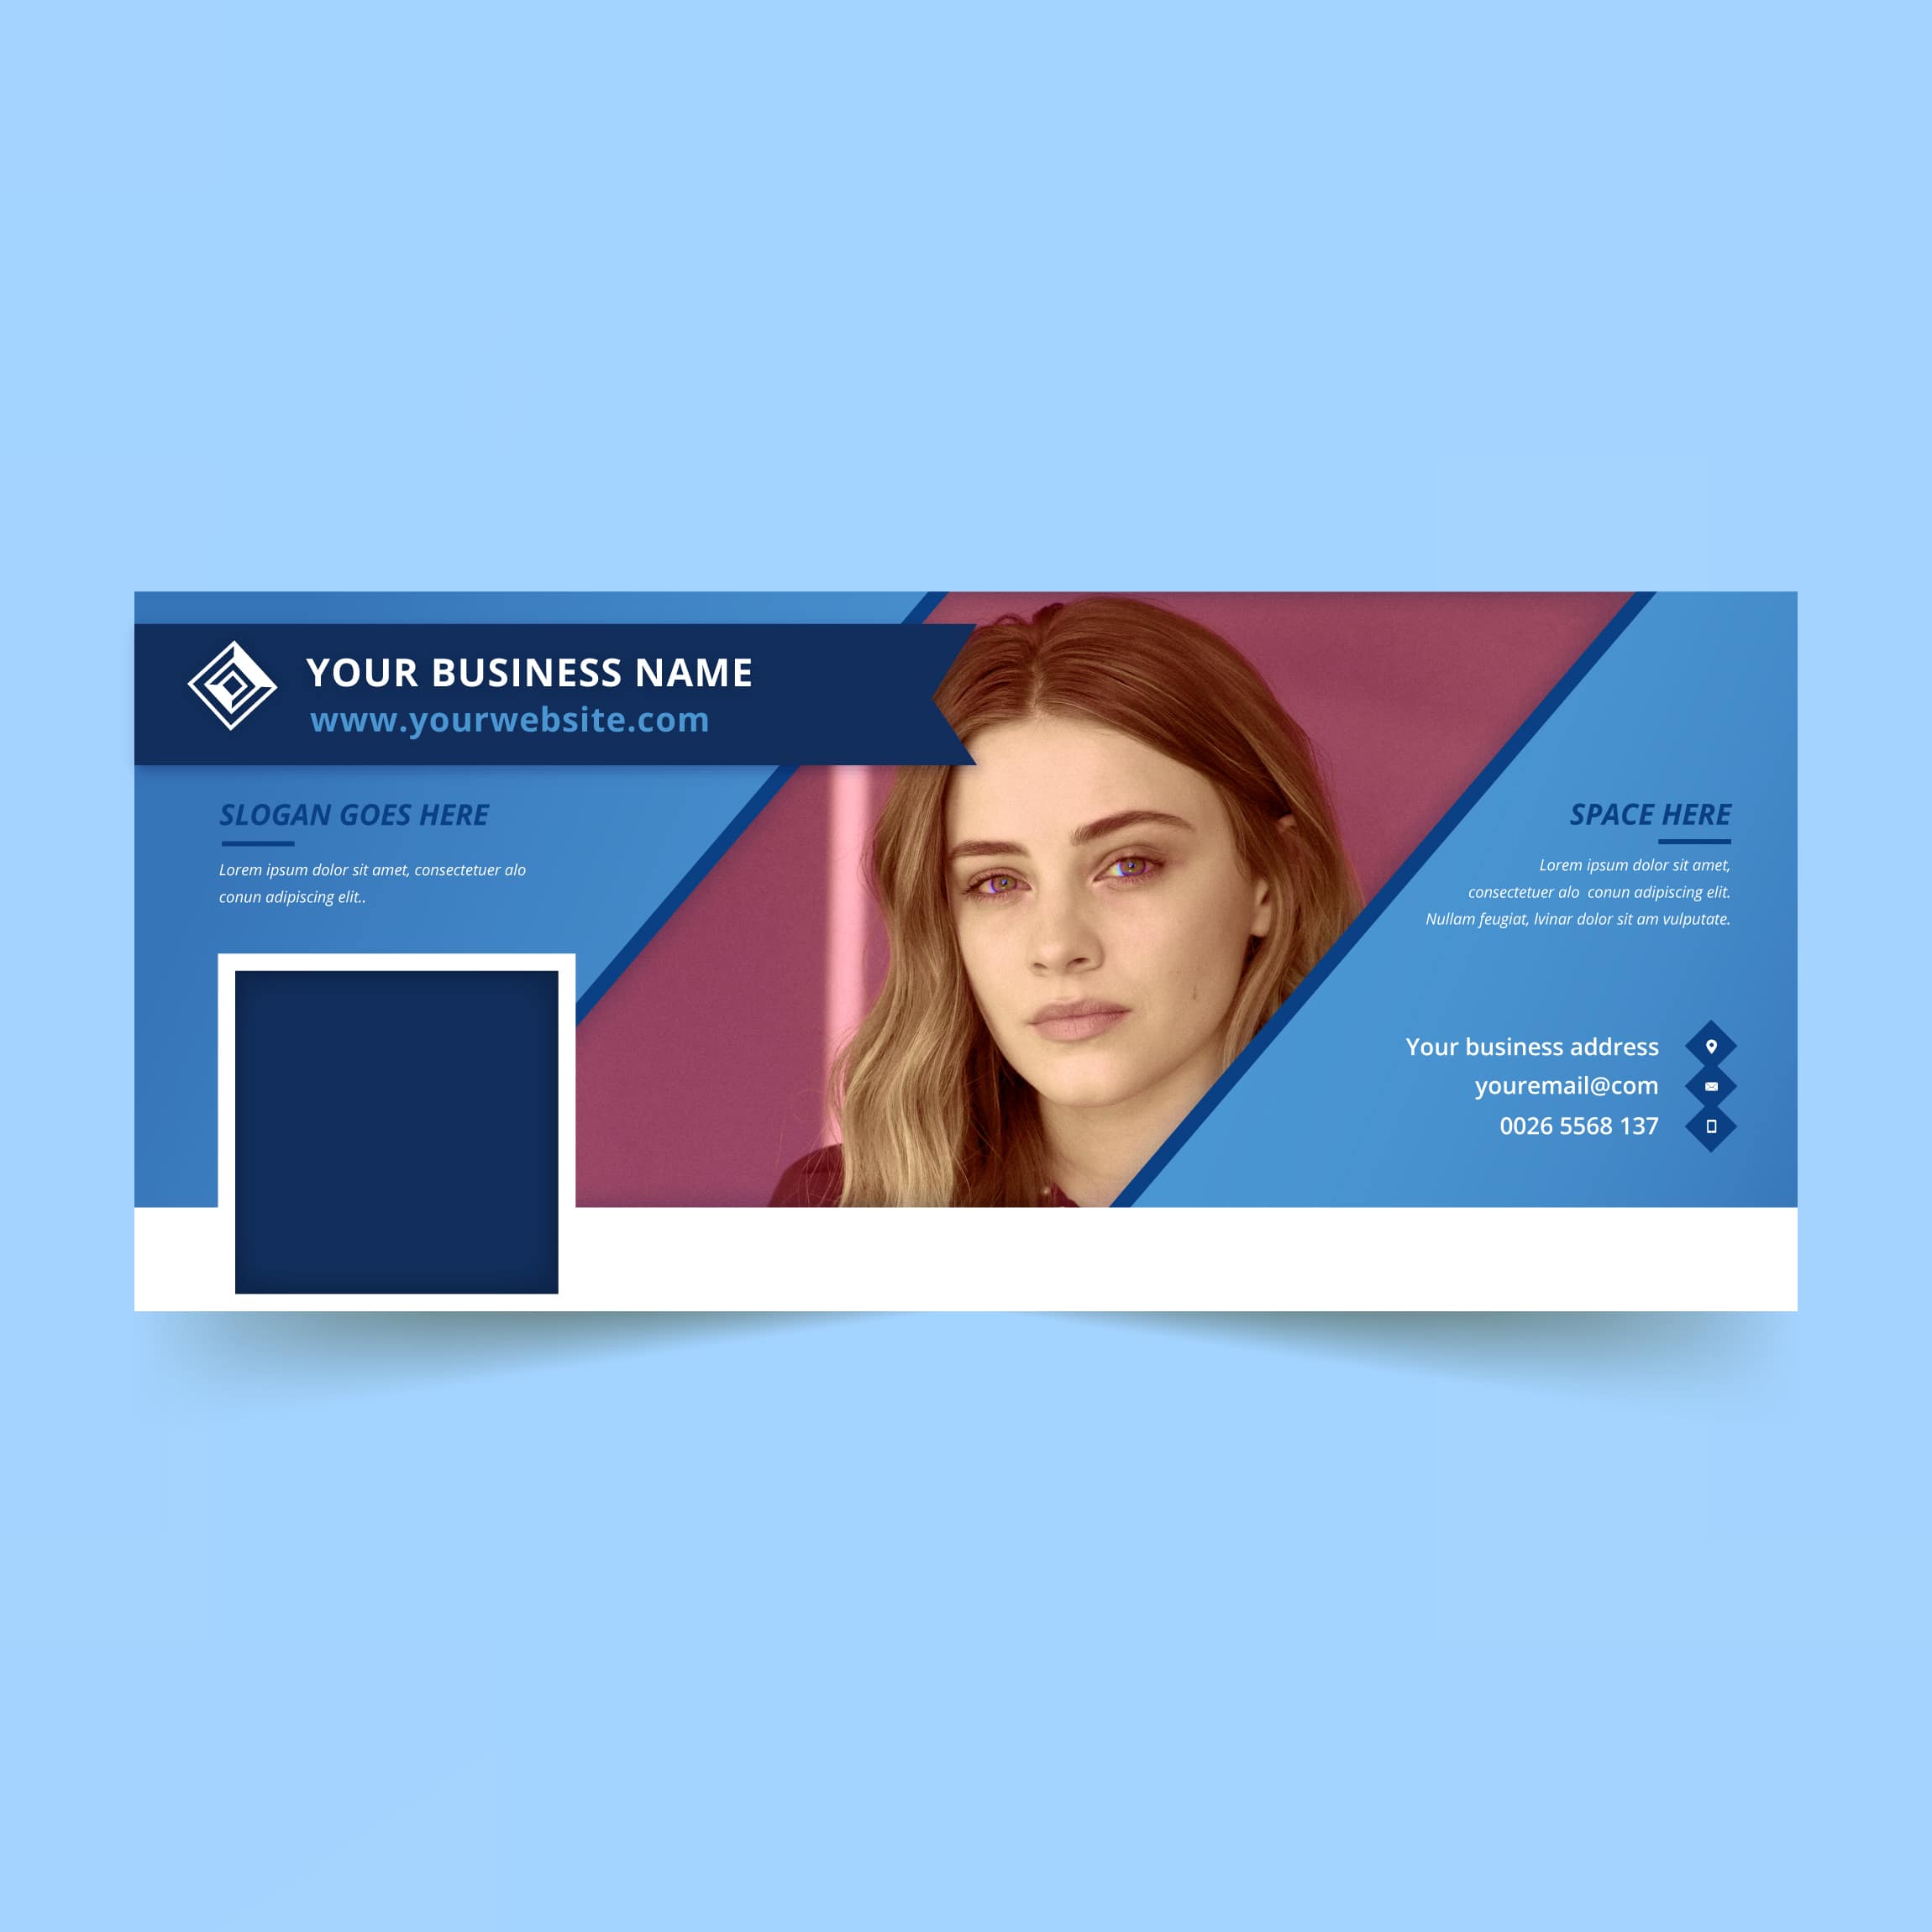 YOUR BUSINESS NAME
www.yourwebsite.com
SLOGAN GOES HERE
Lorem ipsum dolor sit amet, consectetuer alo
conun adipiscing elit..
SPACE HERE
Lorem ipsum dolor sit amet,
consectetuer alo  conun adipiscing elit.
Nullam feugiat, lvinar dolor sit am vulputate.
Your business address
youremail@com
0026 5568 137